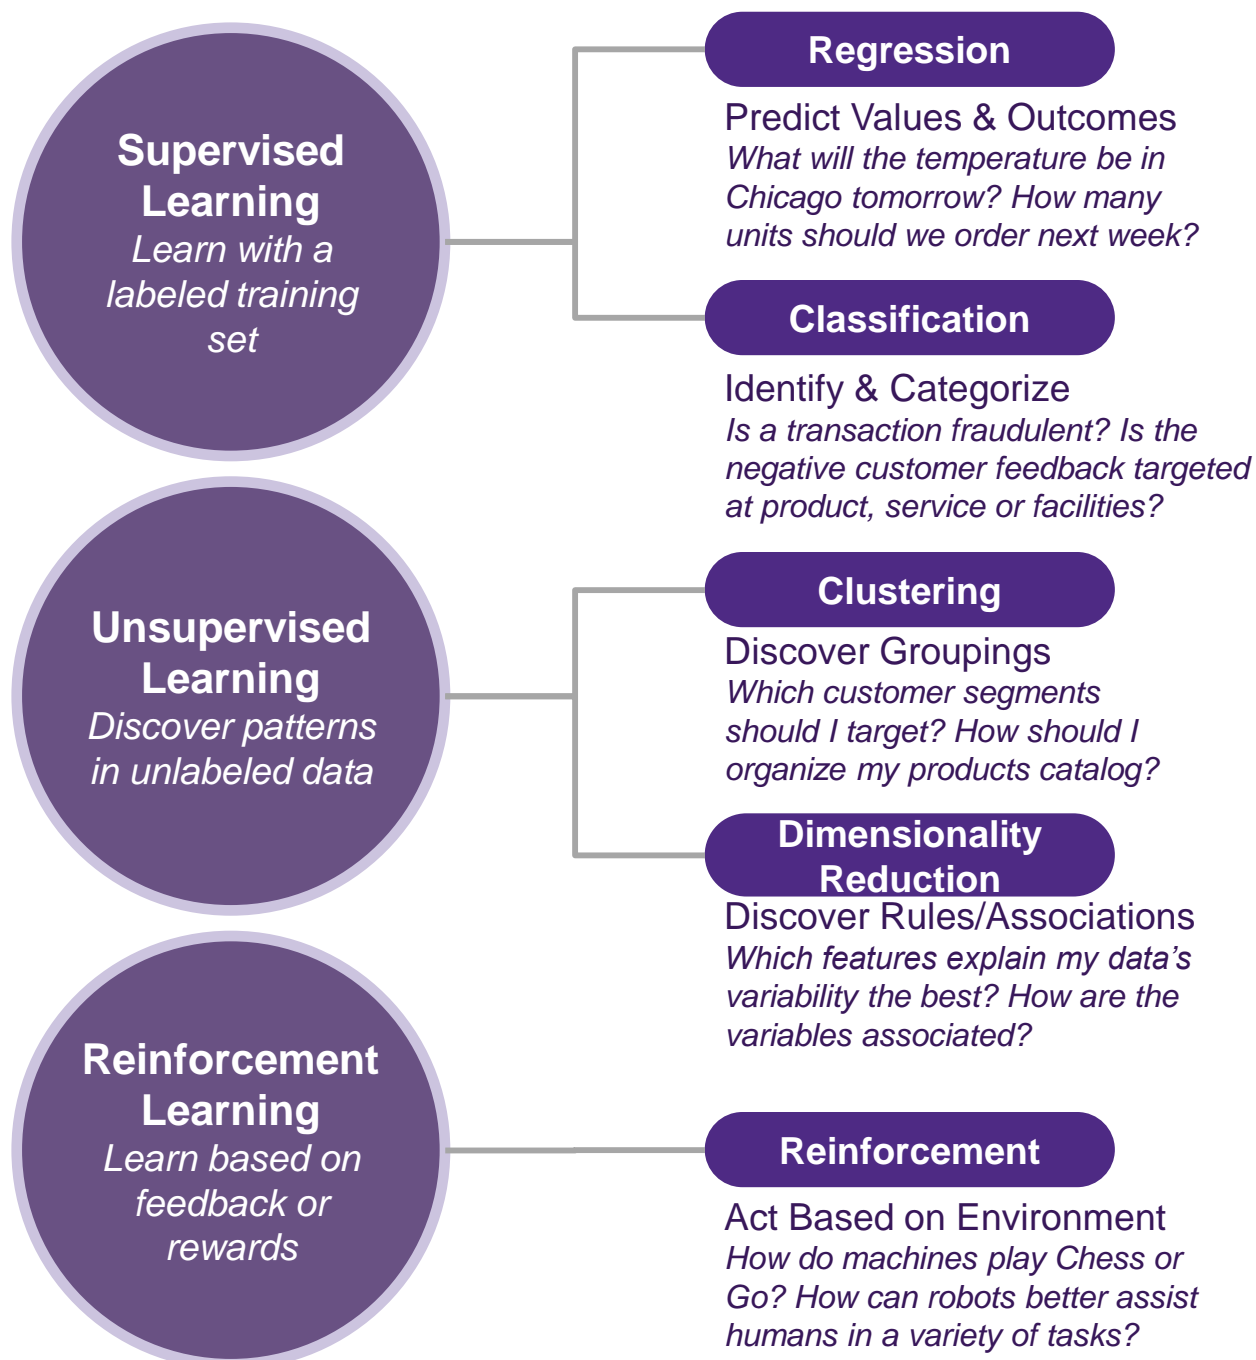 Supervised
Learning
Learn with a
labeled training
set
Regression
Predict Values & Outcomes
What will the temperature be in
Chicago tomorrow? How many
units should we order next week?
Classification
Identify & Categorize
Is a transaction fraudulent? Is the
negative customer feedback targeted
at product, service or facilities?
Unsupervised
Learning
Discover patterns
in unlabeled data
Clustering
Discover Groupings
Which customer segments
should I target? How should I
organize my products catalog?
Dimensionality
Reduction
Discover Rules/Associations
Which features explain my data’s
variability the best? How are the
variables associated?
Reinforcement
Learning
Learn based on
feedback or
rewards
Reinforcement
Act Based on Environment
How do machines play Chess or
Go? How can robots better assist
humans in a variety of tasks?